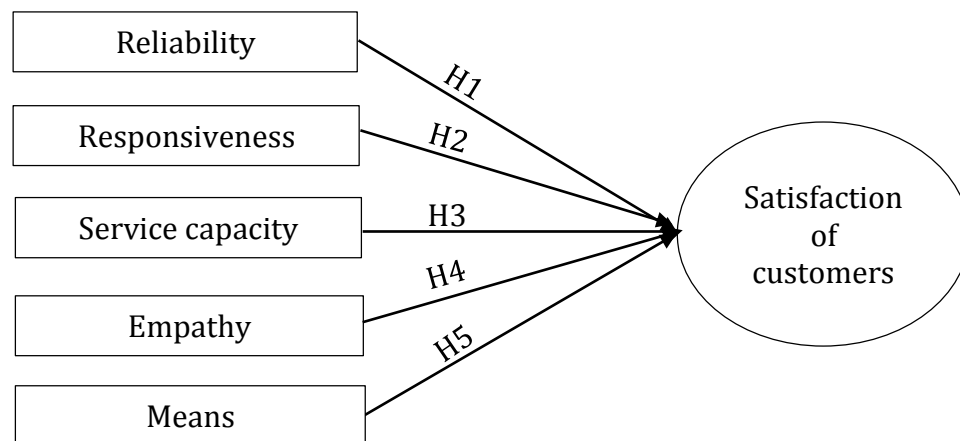 Reliability
H1
Responsiveness
H2
Service capacity
H3
Satisfaction
of
customers
H4
Empathy
H5
Means